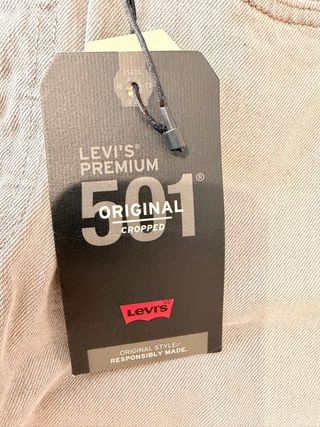 LEVI'S®
PREMIUM
501®
ORIGINAL
CROPPED
LEVI'S
ORIGINAL STYLE/
RESPONSIBLY MADE.